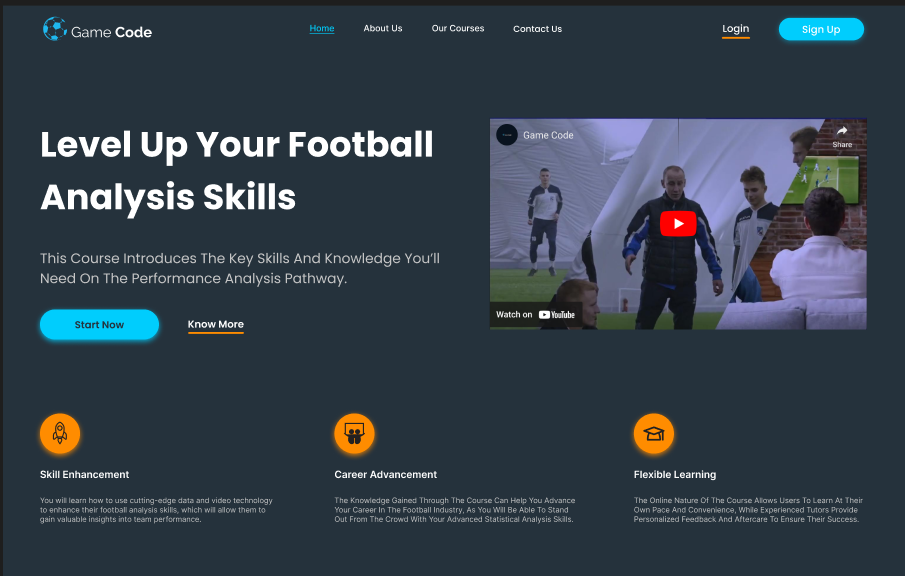 Game Code
Home
About Us
Our Courses
Contact Us
Login
Sign Up
Level Up Your Football
Analysis Skills
This Course Introduces The Key Skills And Knowledge You'll
Need On The Performance Analysis Pathway.
Start Now
Know More
Game Code
Share
Watch on YouTube
Skill Enhancement
You will learn how to use cutting-edge data and video technology
to enhance their football analysis skills, which will allow them to
gain valuable insights into team performance.
Career Advancement
The Knowledge Gained Through The Course Can Help You Advance
Your Career In The Football Industry, As You Will Be Able To Stand
Out From The Crowd With Your Advanced Statistical Analysis Skills.
Flexible Learning
The Online Nature Of The Course Allows Users To Learn At Their
Own Pace And Convenience, While Experienced Tutors Provide
Personalized Feedback And Aftercare To Ensure Their Success.